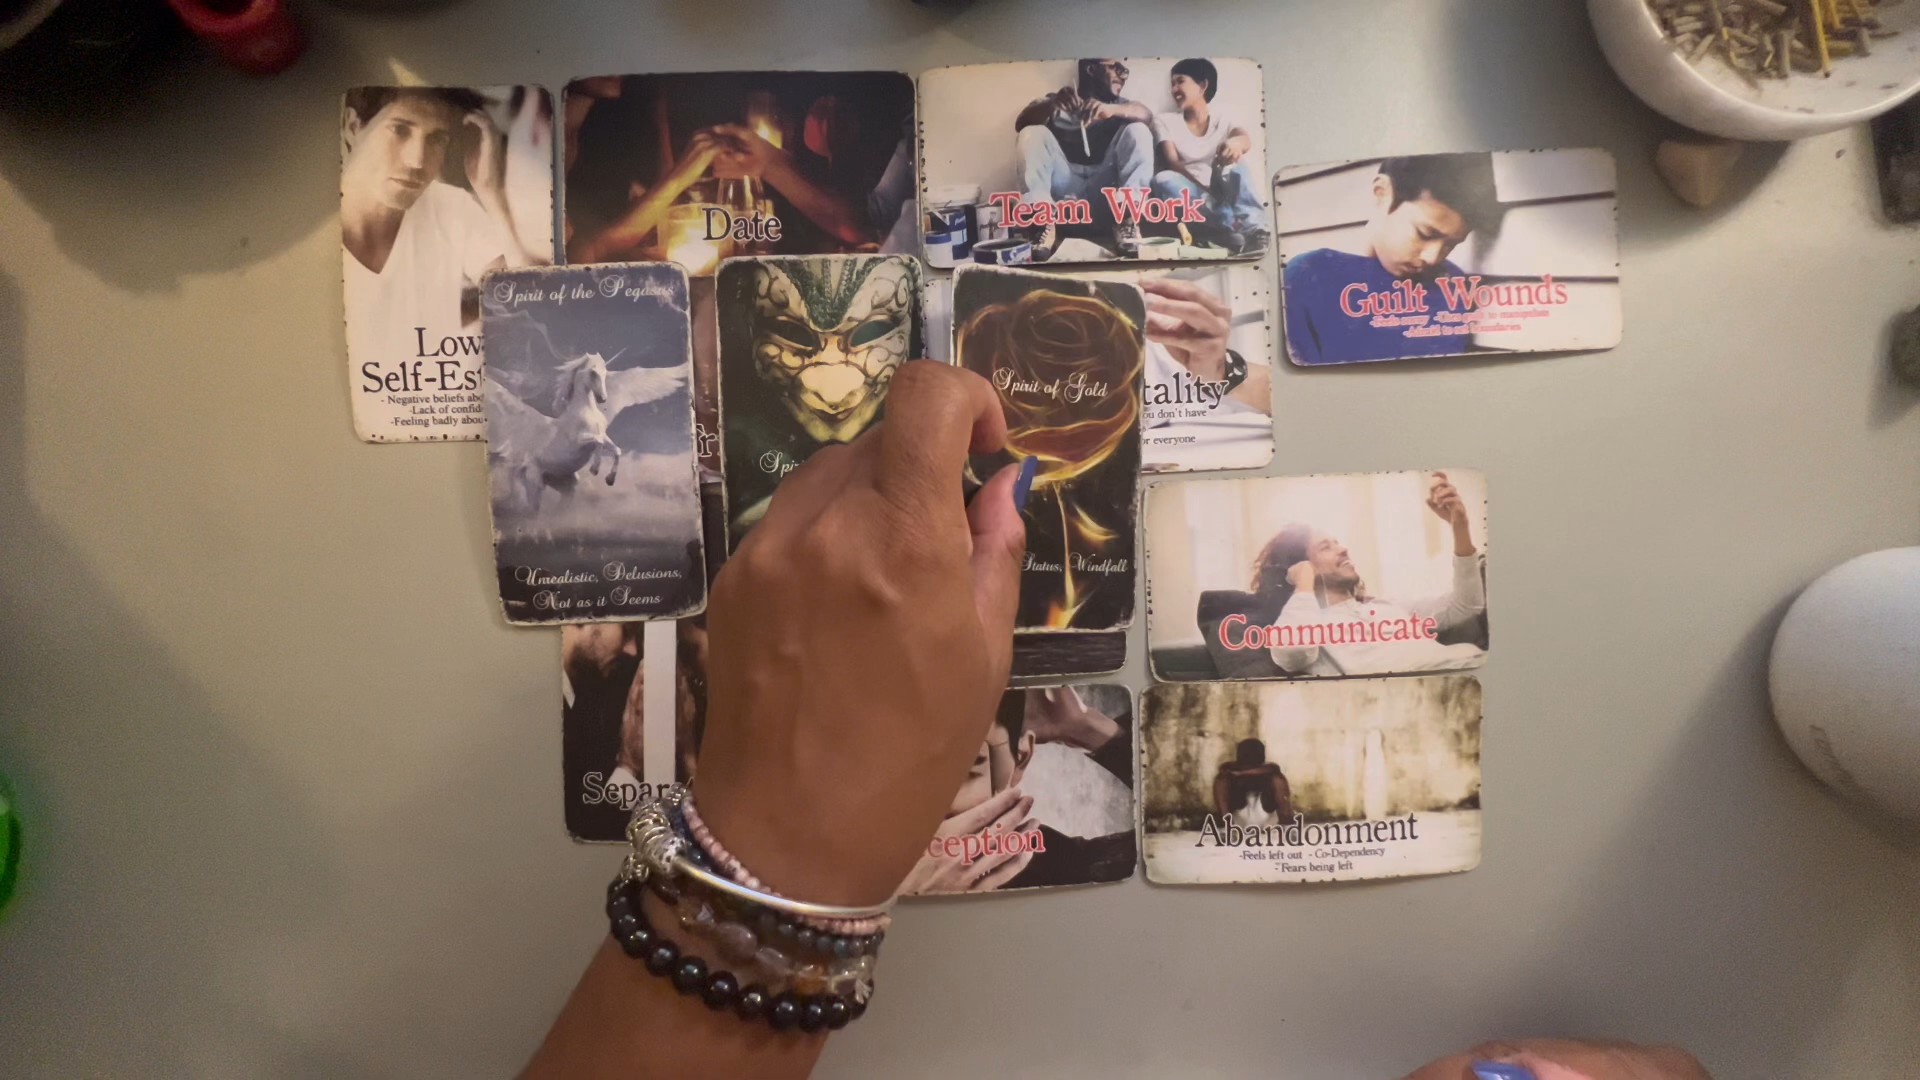 Date
Team Work
Guilt Wounds
Low
Self-Est
- Negative beliefs abo
- Lack of confid
-Feeling badly abou
Spirit of the Pegasus
Unrealistic, Delusions,
Not as it Seems
Spir
Spirit of Gold
Status, Windfall
tality
ou don't have
or everyone
Communicate
Separ
ception
Abandonment
-Feels left out - Co-Dependency
- Fears being left